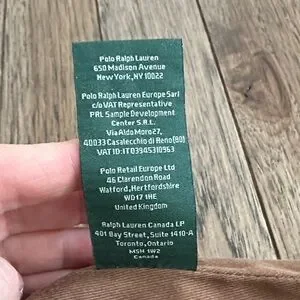 Polo Ralph Lauren
650 Madison Avenue
New York, NY 10022
Polo Ralph Lauren Europe Sarl
c/o VAT Representative
PRL Sample Development
Center S.R.L.
Via Aldo Moro 27,
40033 Casalecchio di Reno (BO)
VAT ID: IT03945310963
Polo Retail Europe Ltd
46 Clarendon Road
Watford, Hertfordshire
WD17 1HE
United Kingdom
Ralph Lauren Canada LP
401 Bay Street, Suite 1410-A
Toronto, Ontario
M5H 1W2
Canada